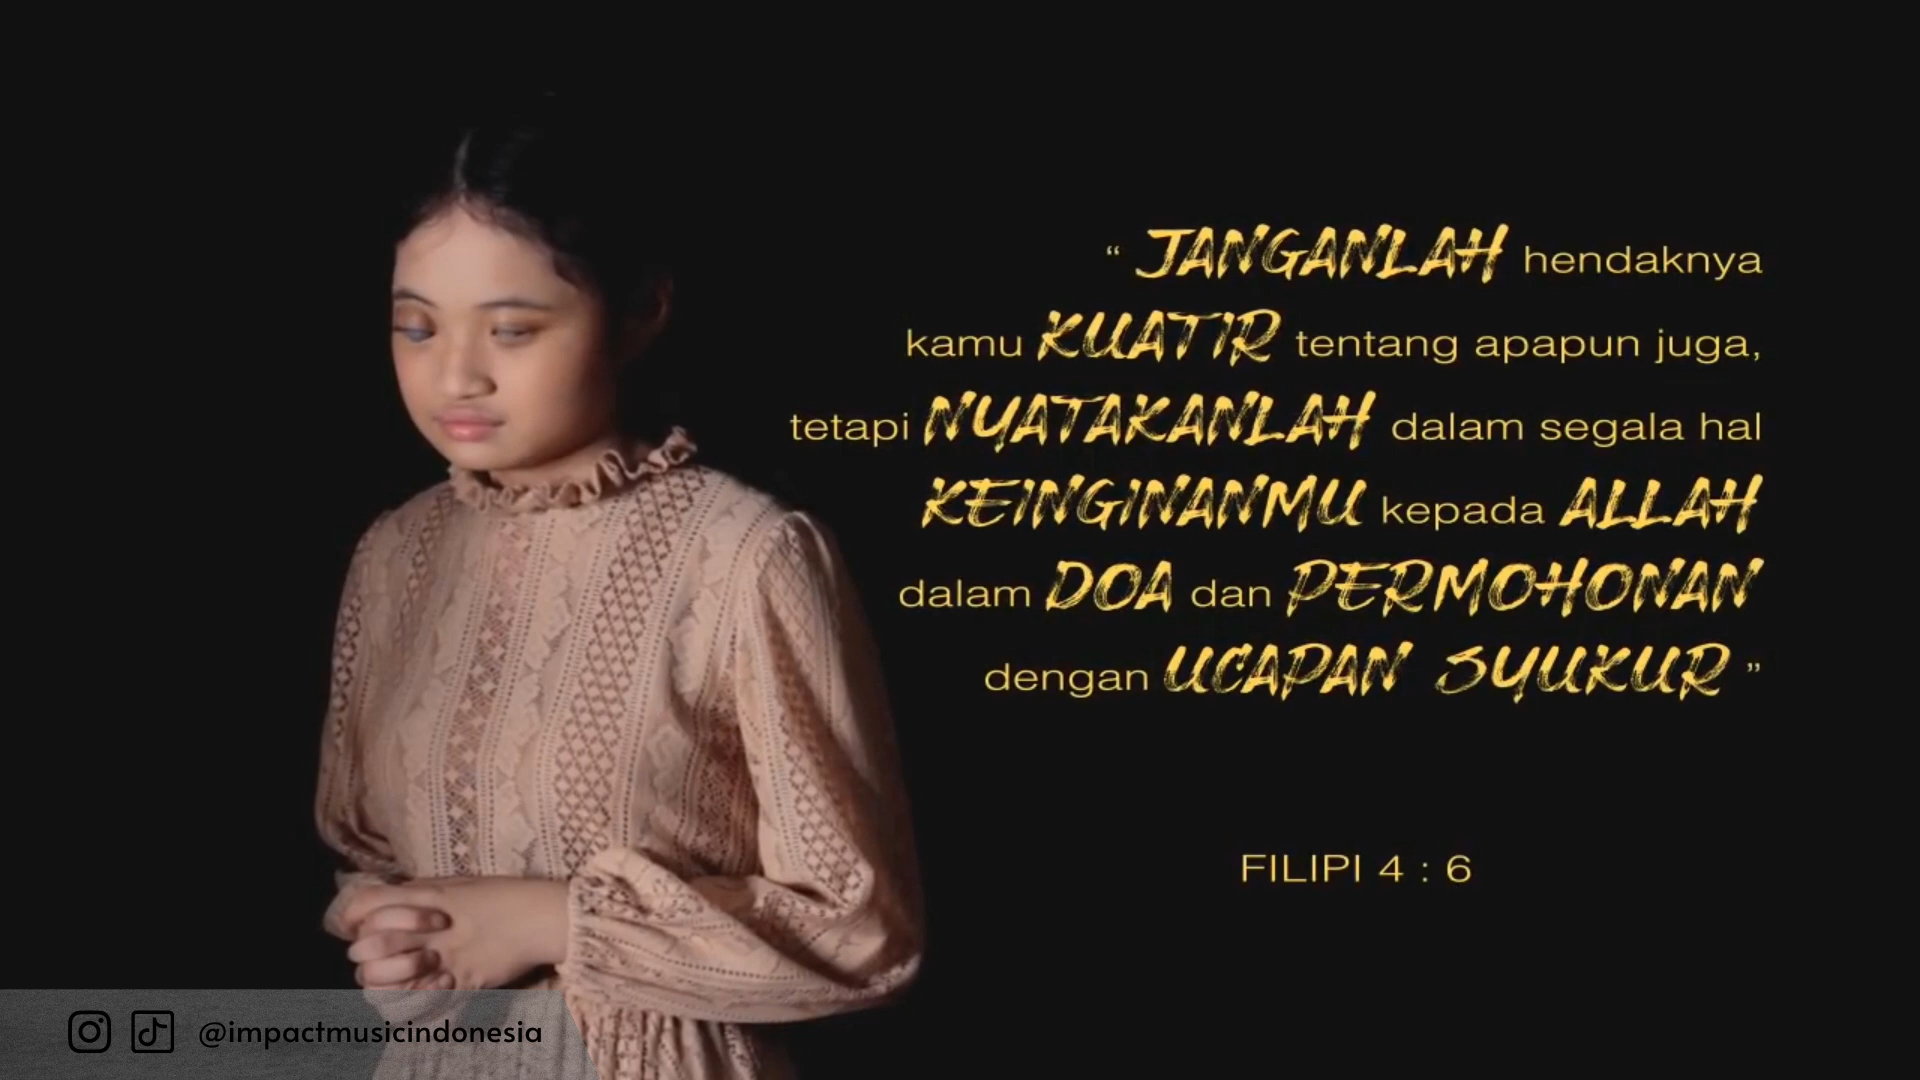 “ JANGANLAH hendaknya
kamu KUATIR tentang apapun juga,
tetapi NYATAKANLAH dalam segala hal
KEINGINANMU kepada ALLAH
dalam DOA dan PERMOHONAN
dengan UCAPAN SYUKUR ”
FILIPI 4 : 6
@impactmusicindonesia